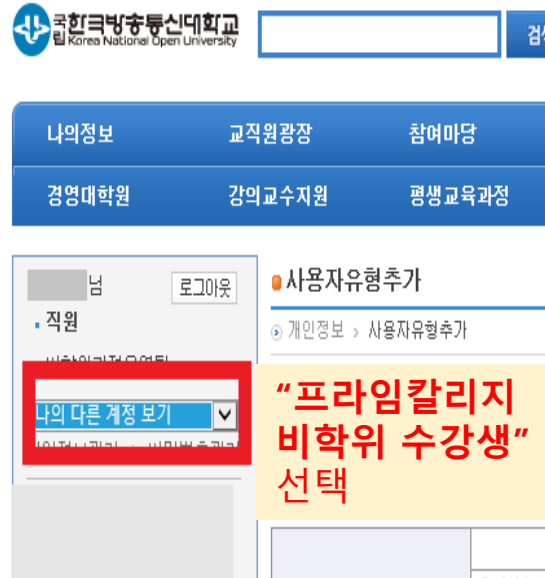 국립 한국방송통신대학교
Korea National Open University
검색
나의정보 교직원광장 참여마당
경영대학원 강의교수지원 평생교육과정
님 로그아웃
직원
나의 다른 계정 보기
사용자유형추가
개인정보 > 사용자유형추가
“프라임칼리지
비학위 수강생”
선택